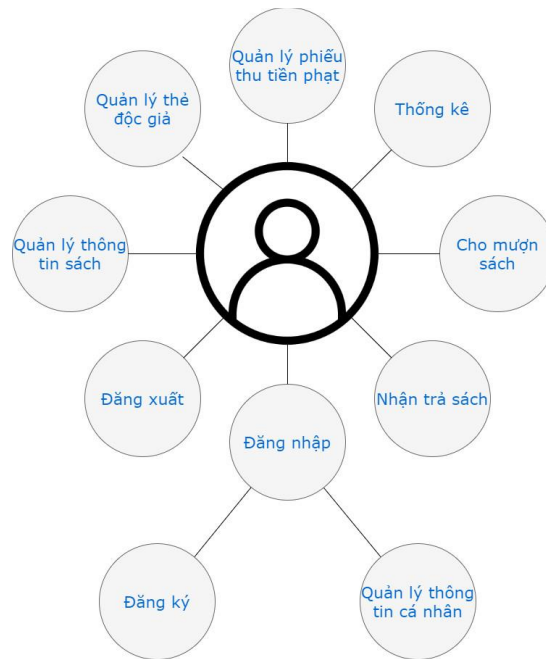 Quản lý phiếu
thu tiền phạt
Quản lý thẻ
độc giả
Thống kê
Quản lý thông
tin sách
Cho mượn
sách
Đăng xuất
Nhận trả sách
Đăng nhập
Đăng ký
Quản lý thông
tin cá nhân